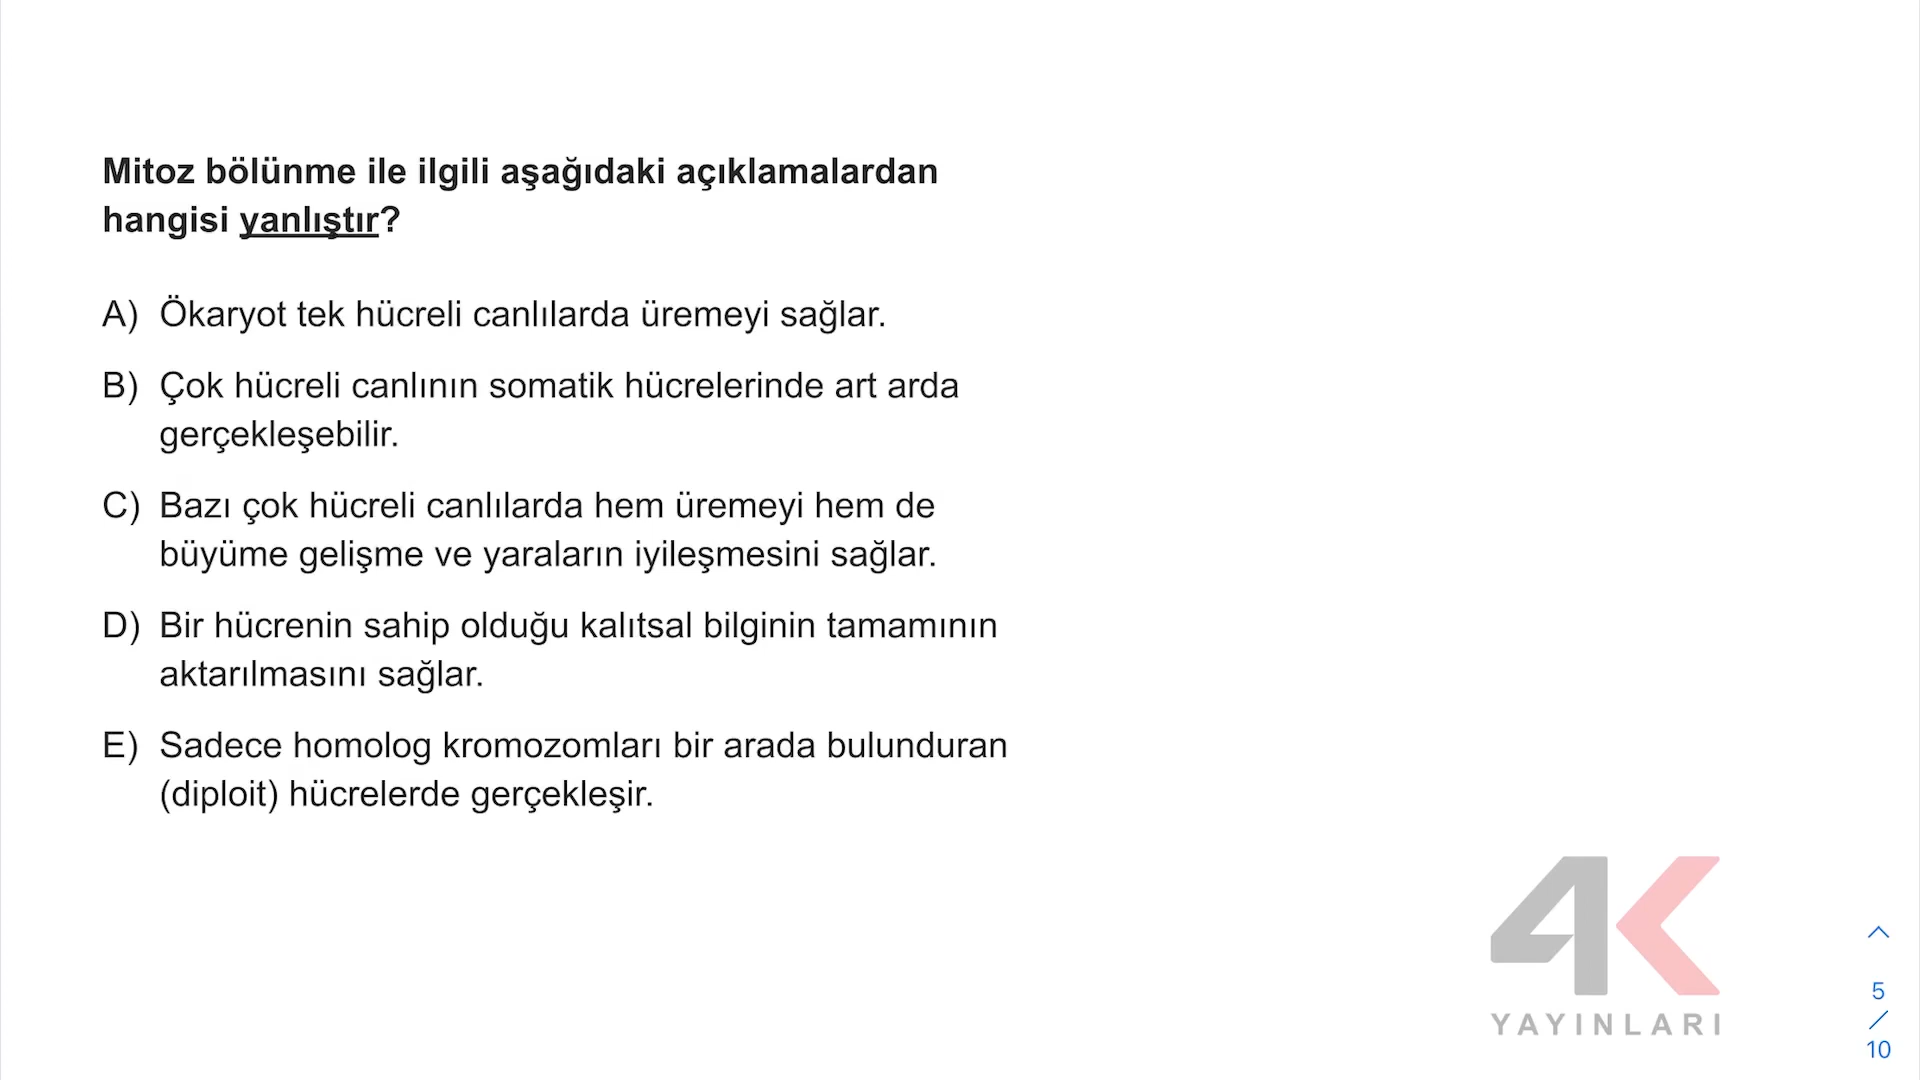 Mitoz bölünme ile ilgili aşağıdaki açıklamalardan
hangisi yanlıştır?
A) Ökaryot tek hücreli canlılarda üremeyi sağlar.
B) Çok hücreli canlının somatik hücrelerinde art arda
gerçekleşebilir.
C) Bazı çok hücreli canlılarda hem üremeyi hem de
büyüme gelişme ve yaraların iyileşmesini sağlar.
D) Bir hücrenin sahip olduğu kalıtsal bilginin tamamının
aktarılmasını sağlar.
E) Sadece homolog kromozomları bir arada bulunduran
(diploit) hücrelerde gerçekleşir.
4K
YAYINLARI
5
/
10